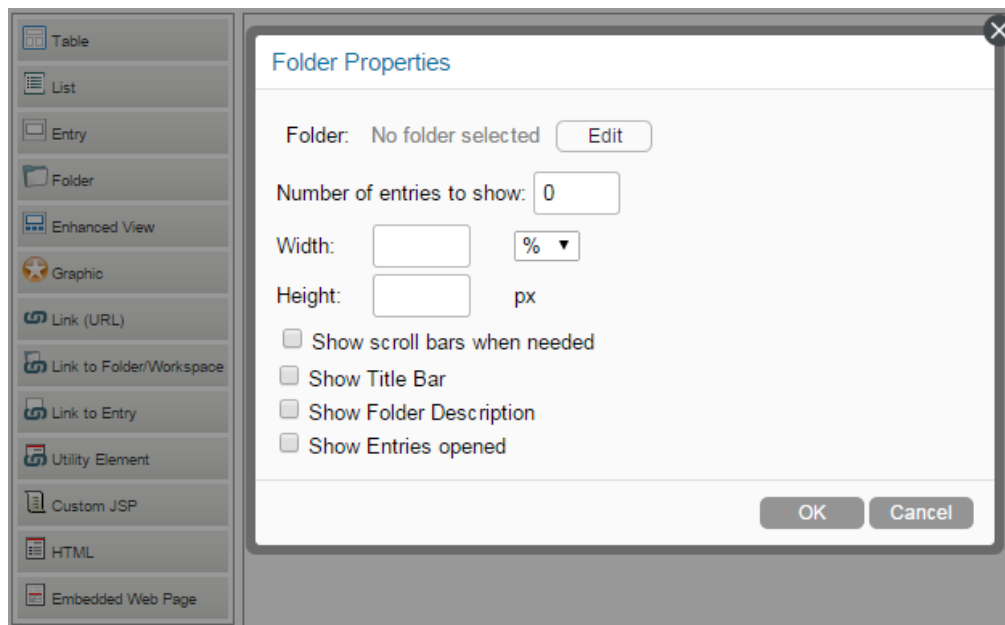 Table
List
Entry
Folder
Enhanced View
Graphic
Link (URL)
Link to Folder/Workspace
Link to Entry
Utility Element
Custom JSP
HTML
Embedded Web Page
Folder Properties
Folder: No folder selected Edit
Number of entries to show: 0
Width: %
Height: px
Show scroll bars when needed
Show Title Bar
Show Folder Description
Show Entries opened
OK Cancel